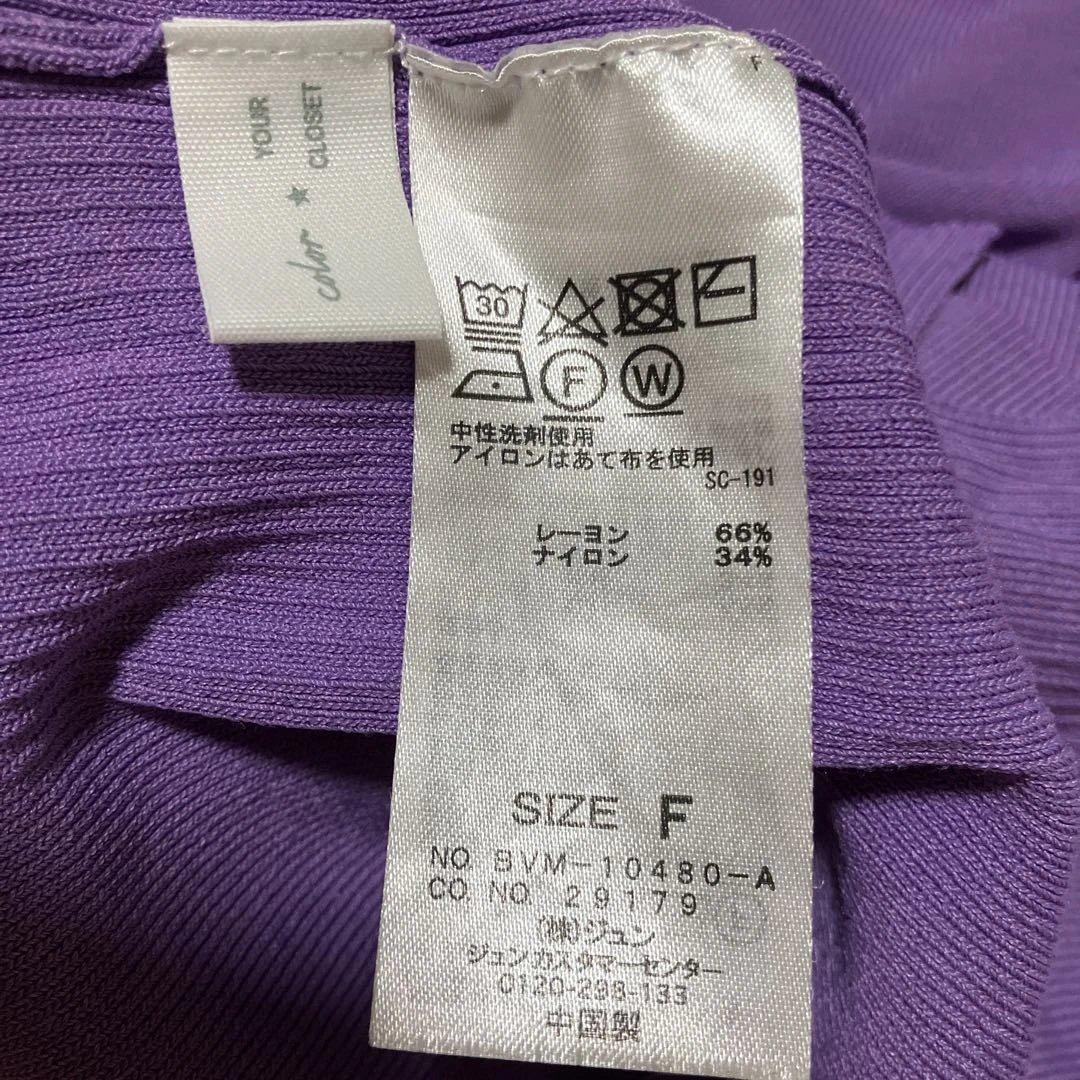 YOUR
CLOSET
color ★
F
30
F
W
中性洗剤使用
アイロンはあて布を使用
SC-191
レーヨン 66%
ナイロン 34%
SIZE F
NO. BVM-10480-A
CO. NO. 29179
㈱ジュン
ジュンカスタマーセンター
0120-298-133
中国製